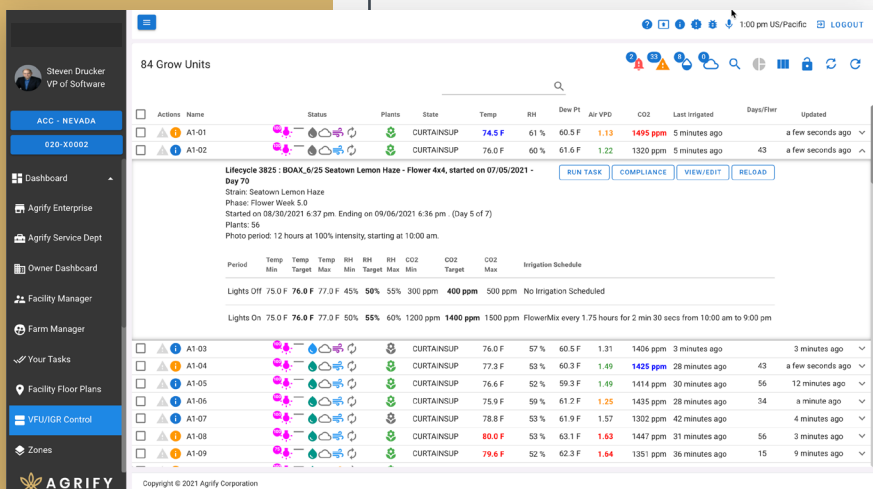 1:00 pm US/Pacific LOGOUT
Steven Drucker
VP of Software
ACC - NEVADA
020-X0002
Dashboard
Agrify Enterprise
Agrify Service Dept
Owner Dashboard
Facility Manager
Farm Manager
Your Tasks
Facility Floor Plans
VFU/IGR Control
Zones
AGRIFY
84 Grow Units
2 33 8 0
Actions Name Status Plants State Temp RH Dew Pt Air VPD CO2 Last Irrigated Days/Flwr Updated
A1-01 100 CURTAINSUP 74.5 F 61 % 60.5 F 1.13 1495 ppm 5 minutes ago a few seconds ago
A1-02 100 CURTAINSUP 76.0 F 60 % 61.6 F 1.22 1320 ppm 5 minutes ago 43 a few seconds ago
Lifecycle 3825 : BOAX_6/25 Seatown Lemon Haze - Flower 4x4, started on 07/05/2021 -
Day 70
RUN TASK COMPLIANCE VIEW/EDIT RELOAD
Strain: Seatown Lemon Haze
Phase: Flower Week 5.0
Started on 08/30/2021 6:37 pm. Ending on 09/06/2021 6:36 pm . (Day 5 of 7)
Plants: 56
Photo period: 12 hours at 100% intensity, starting at 10:00 am.
Period Temp Min Temp Target Temp Max RH Min RH Target RH Max CO2 Min CO2 Target CO2 Max Irrigation Schedule
Lights Off 75.0 F 76.0 F 77.0 F 45% 50% 55% 300 ppm 400 ppm 500 ppm No Irrigation Scheduled
Lights On 75.0 F 76.0 F 77.0 F 50% 55% 60% 1200 ppm 1400 ppm 1500 ppm FlowerMix every 1.75 hours for 2 min 30 secs from 10:00 am to 9:00 pm
A1-03 100 CURTAINSUP 76.0 F 57 % 60.5 F 1.31 1406 ppm 3 minutes ago 3 minutes ago
A1-04 100 CURTAINSUP 77.3 F 53 % 60.3 F 1.49 1425 ppm 28 minutes ago 43 a few seconds ago
A1-05 100 CURTAINSUP 76.6 F 52 % 59.3 F 1.49 1414 ppm 30 minutes ago 56 12 minutes ago
A1-06 CURTAINSUP 75.9 F 59 % 61.2 F 1.25 1435 ppm 28 minutes ago 34 a minute ago
A1-07 100 CURTAINSUP 78.8 F 53 % 61.9 F 1.57 1302 ppm 42 minutes ago 4 minutes ago
A1-08 100 CURTAINSUP 80.0 F 53 % 63.1 F 1.63 1447 ppm 31 minutes ago 56 3 minutes ago
A1-09 CURTAINSUP 79.6 F 52 % 62.3 F 1.64 1351 ppm 36 minutes ago 15 9 minutes ago
Copyright © 2021 Agrify Corporation